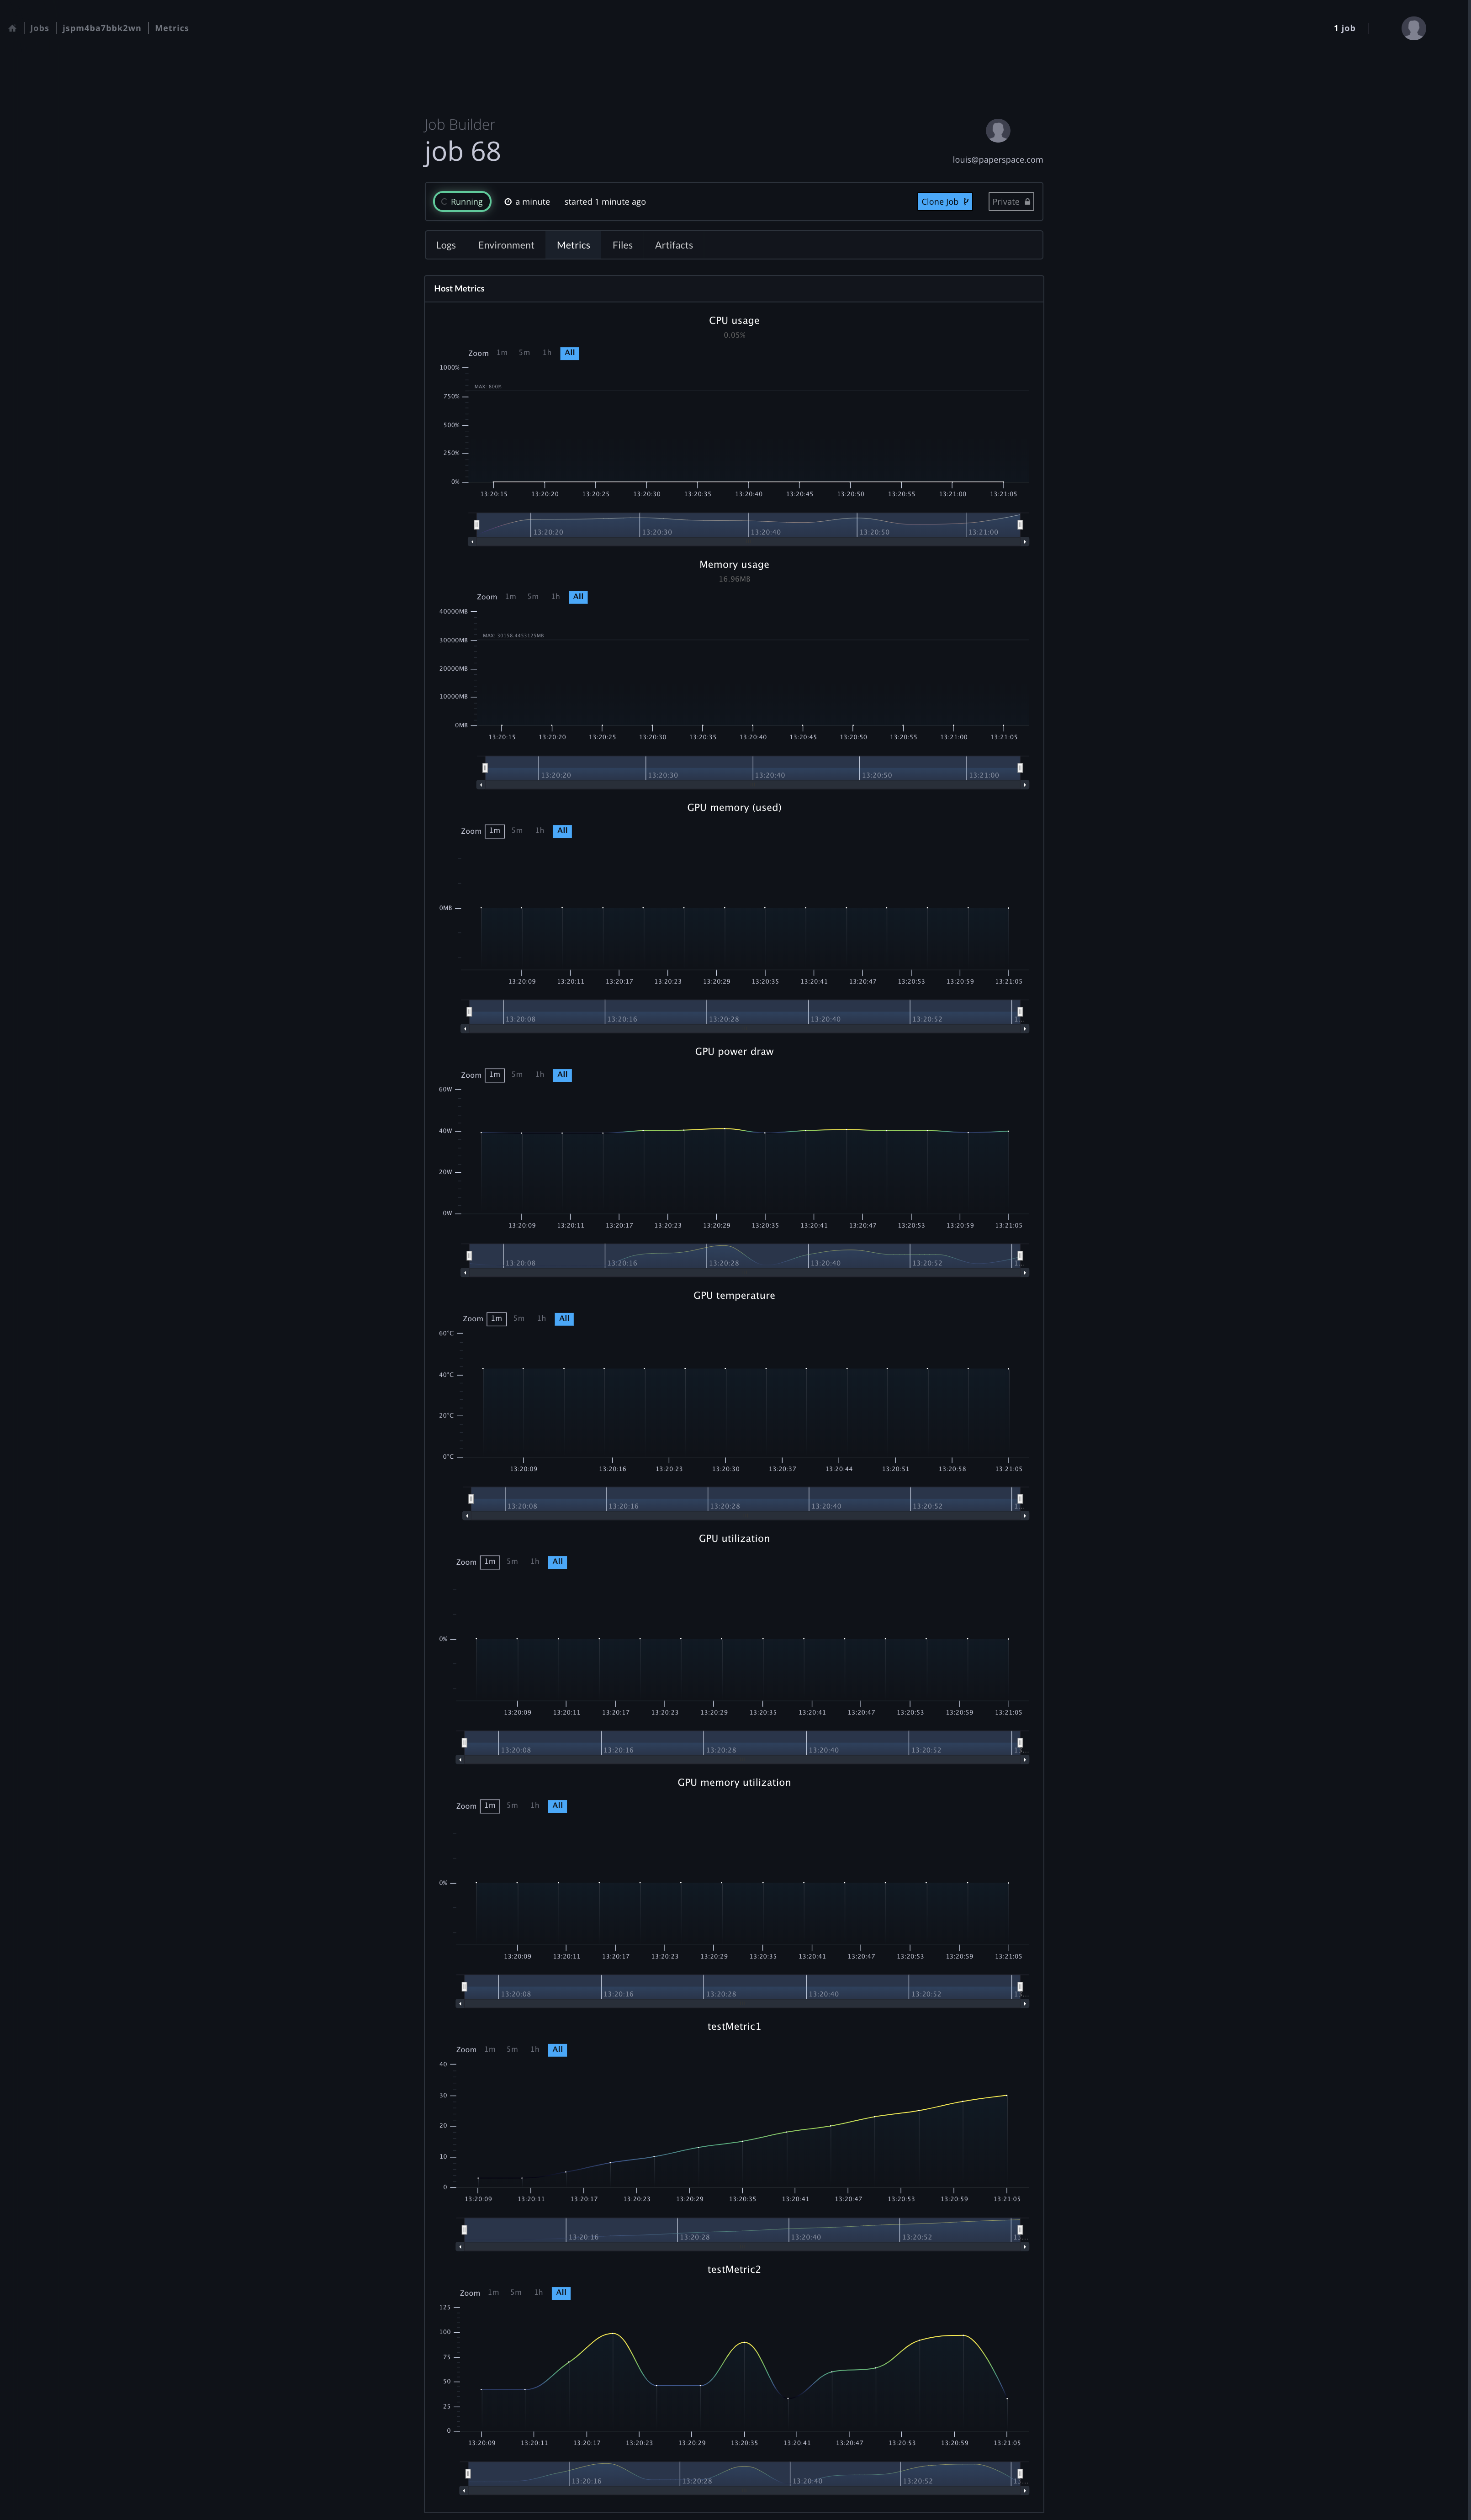 Jobs jspm4ba7bbk2wn Metrics 1 job
Job Builder
job 68
louis@paperspace.com
Running a minute started 1 minute ago Clone Job Private
Logs Environment Metrics Files Artifacts
Host Metrics
CPU usage
0.05%
Zoom 1m 5m 1h All
1000%
MAX: 800%
750%
500%
250%
0%
13:20:15 13:20:20 13:20:25 13:20:30 13:20:35 13:20:40 13:20:45 13:20:50 13:20:55 13:21:00 13:21:05
13:20:20 13:20:30 13:20:40 13:20:50 13:21:00
Memory usage
16.96MB
Zoom 1m 5m 1h All
40000MB
MAX: 30158.4453125MB
30000MB
20000MB
10000MB
0MB
13:20:15 13:20:20 13:20:25 13:20:30 13:20:35 13:20:40 13:20:45 13:20:50 13:20:55 13:21:00 13:21:05
13:20:20 13:20:30 13:20:40 13:20:50 13:21:00
GPU memory (used)
Zoom 1m 5m 1h All
0MB
13:20:09 13:20:11 13:20:17 13:20:23 13:20:29 13:20:35 13:20:41 13:20:47 13:20:53 13:20:59 13:21:05
13:20:08 13:20:16 13:20:28 13:20:40 13:20:52 1…
GPU power draw
Zoom 1m 5m 1h All
60W
40W
20W
0W
13:20:09 13:20:11 13:20:17 13:20:23 13:20:29 13:20:35 13:20:41 13:20:47 13:20:53 13:20:59 13:21:05
13:20:08 13:20:16 13:20:28 13:20:40 13:20:52 1…
GPU temperature
Zoom 1m 5m 1h All
60°C
40°C
20°C
0°C
13:20:09 13:20:16 13:20:23 13:20:30 13:20:37 13:20:44 13:20:51 13:20:58 13:21:05
13:20:08 13:20:16 13:20:28 13:20:40 13:20:52 1…
GPU utilization
Zoom 1m 5m 1h All
0%
13:20:09 13:20:11 13:20:17 13:20:23 13:20:29 13:20:35 13:20:41 13:20:47 13:20:53 13:20:59 13:21:05
13:20:08 13:20:16 13:20:28 13:20:40 13:20:52 1…
GPU memory utilization
Zoom 1m 5m 1h All
0%
13:20:09 13:20:11 13:20:17 13:20:23 13:20:29 13:20:35 13:20:41 13:20:47 13:20:53 13:20:59 13:21:05
13:20:08 13:20:16 13:20:28 13:20:40 13:20:52 1…
testMetric1
Zoom 1m 5m 1h All
40
30
20
10
0
13:20:09 13:20:11 13:20:17 13:20:23 13:20:29 13:20:35 13:20:41 13:20:47 13:20:53 13:20:59 13:21:05
13:20:16 13:20:28 13:20:40 13:20:52 1…
testMetric2
Zoom 1m 5m 1h All
125
100
75
50
25
0
13:20:09 13:20:11 13:20:17 13:20:23 13:20:29 13:20:35 13:20:41 13:20:47 13:20:53 13:20:59 13:21:05
13:20:16 13:20:28 13:20:40 13:20:52 1…